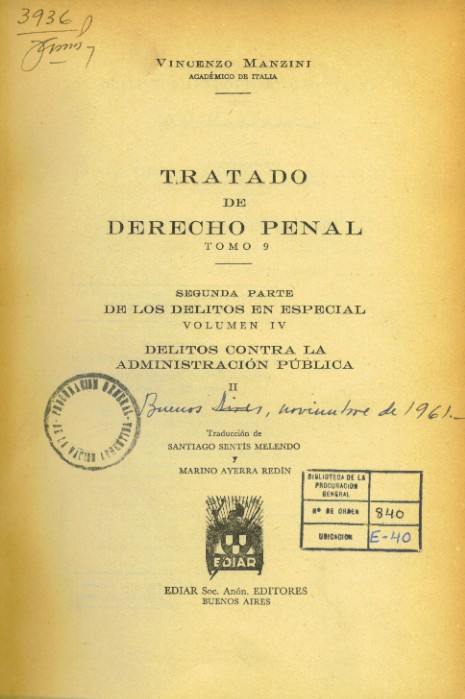 3936
VINCENZO MANZINI
ACADÉMICO DE ITALIA
TRATADO
DE
DERECHO PENAL
TOMO 9
SEGUNDA PARTE
DE LOS DELITOS EN ESPECIAL
VOLUMEN IV
DELITOS CONTRA LA
ADMINISTRACIÓN PÚBLICA
II
Buenos Aires, noviembre de 1961.-
PROCURACION GENERAL
Traducción de
SANTIAGO SENTÍS MELENDO
y
MARINO AYERRA REDÍN
BIBLIOTECA DE LA
PROCURACION
GENERAL
Nº DE ORDEN 840
UBICACION E-40
EDIAR
EDIAR Soc. Anón. EDITORES
BUENOS AIRES